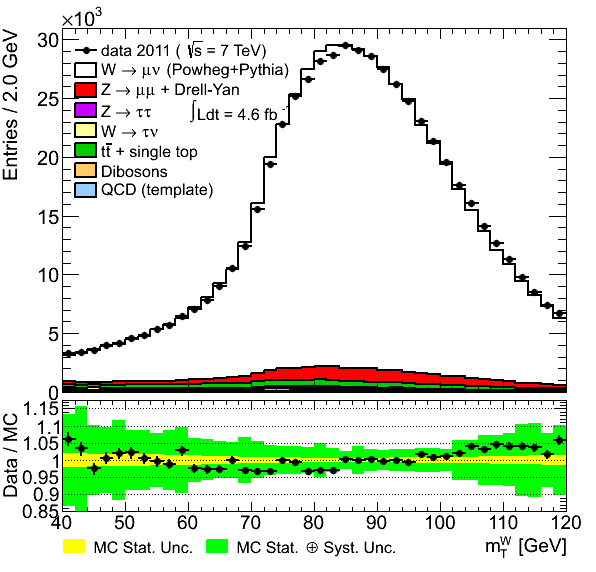 ×10³
Entries / 2.0 GeV
30
25
20
15
10
5
0
data 2011 ( √s = 7 TeV)
W → μν (Powheg+Pythia)
Z → μμ + Drell-Yan
Z → ττ
∫Ldt = 4.6 fb⁻
W → τν
tt̄ + single top
Dibosons
QCD (template)
Data / MC
1.15
1.1
1.05
1.00
0.95
0.9
0.85
40 50 60 70 80 90 100 110 120
m_T^W [GeV]
MC Stat. Unc.
MC Stat. ⊕ Syst. Unc.